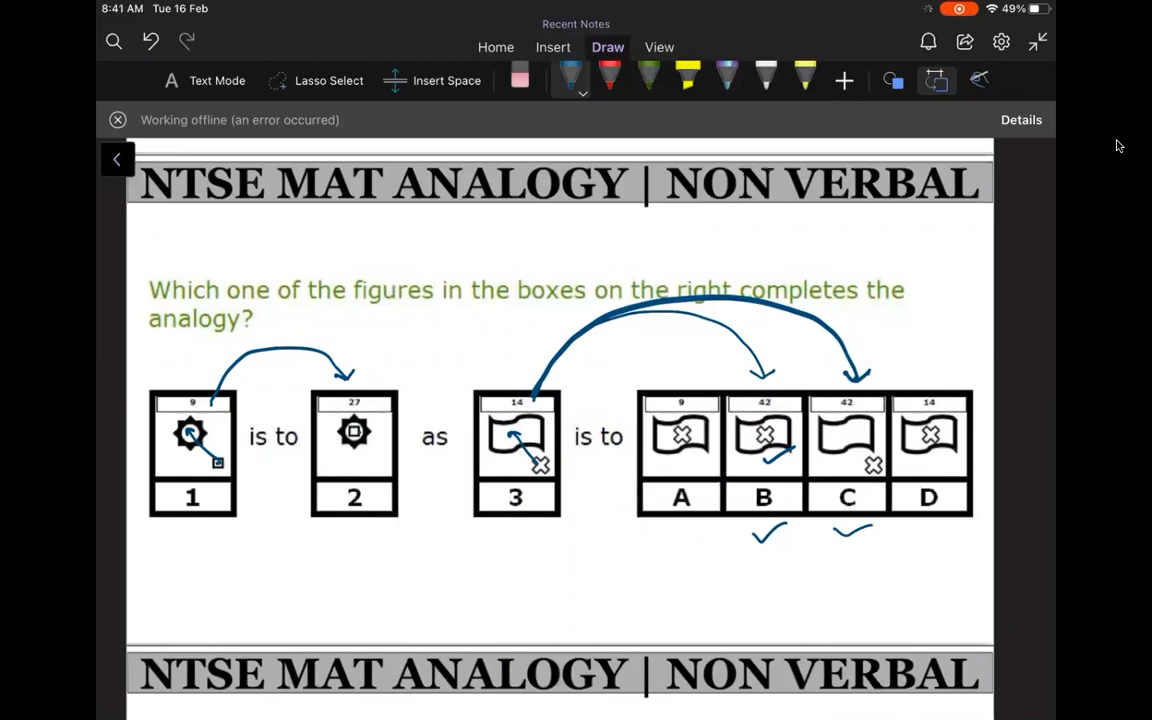 8:41 AM Tue 16 Feb
49%
Recent Notes
Home Insert Draw View
Text Mode Lasso Select Insert Space
Working offline (an error occurred) Details
NTSE MAT ANALOGY | NON VERBAL
Which one of the figures in the boxes on the right completes the
analogy?
9 27 14 9 42 42 14
is to as is to
1 2 3 A B C D
NTSE MAT ANALOGY | NON VERBAL